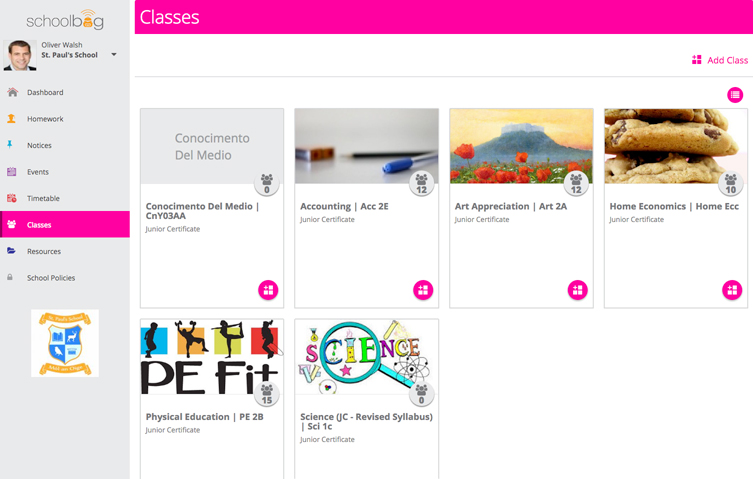 schoolbag
Classes
Oliver Walsh
St. Paul's School
Add Class
Dashboard
Homework
Notices
Events
Timetable
Classes
Resources
School Policies
St. Paul's School
Conocimento
Del Medio
0
Conocimento Del Medio |
CnY03AA
Junior Certificate
12
Accounting | Acc 2E
Junior Certificate
12
Art Appreciation | Art 2A
Junior Certificate
10
Home Economics | Home Ecc
Junior Certificate
PE Fit
15
Physical Education | PE 2B
Junior Certificate
SCIENCE
0
Science (JC - Revised Syllabus)
| Sci 1c
Junior Certificate